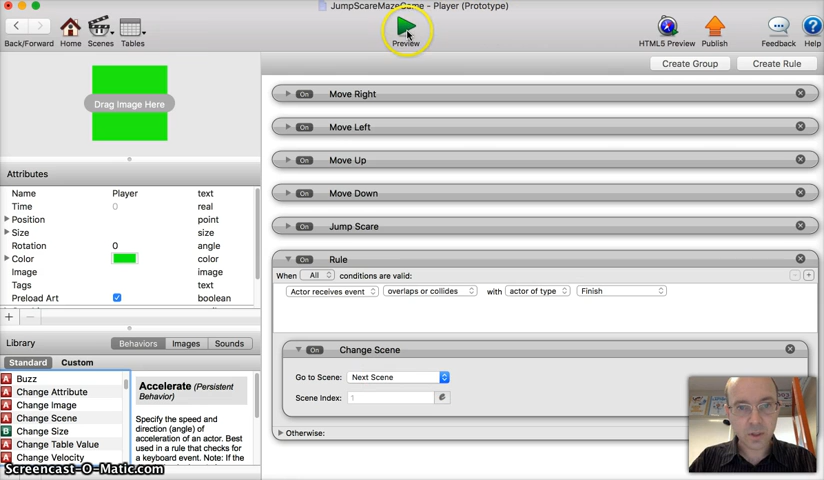 JumpScareMazeGame - Player (Prototype)
Back/Forward Home Scenes Tables Preview HTML5 Preview Publish Feedback Help
Create Group Create Rule
Drag Image Here
Attributes
Name Player text
Time 0 real
Position point
Size size
Rotation 0 angle
Color color
Image image
Tags text
Preload Art boolean
Library Behaviors Images Sounds
Standard Custom
Buzz
Change Attribute
Change Image
Change Scene
Change Size
Change Table Value
Change Velocity
Accelerate (Persistent
Behavior)
Specify the speed and
direction (angle) of
acceleration of an actor. Best
used in a rule that checks for
a keyboard event. Note: If the
On Move Right
On Move Left
On Move Up
On Move Down
On Jump Scare
On Rule
When All conditions are valid:
Actor receives event overlaps or collides with actor of type Finish
On Change Scene
Go to Scene: Next Scene
Scene Index: 1
Otherwise:
Screencast-O-Matic.com